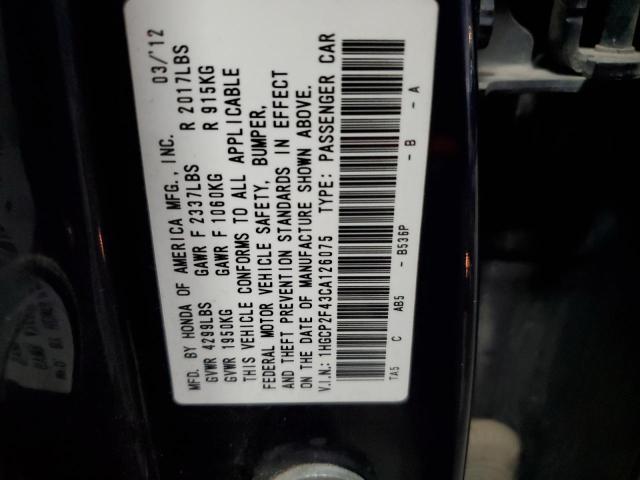 MFD. BY HONDA OF AMERICA MFG., INC. 03/'12
GVWR 4299LBS GAWR F 2337LBS R 2017LBS
GVWR 1950KG GAWR F 1060KG R 915KG
THIS VEHICLE CONFORMS TO ALL APPLICABLE
FEDERAL MOTOR VEHICLE SAFETY, BUMPER,
AND THEFT PREVENTION STANDARDS IN EFFECT
ON THE DATE OF MANUFACTURE SHOWN ABOVE.
V.I.N.: 1HGCP2F43CA126075 TYPE: PASSENGER CAR
TA5 C AB5 - B536P - B - A